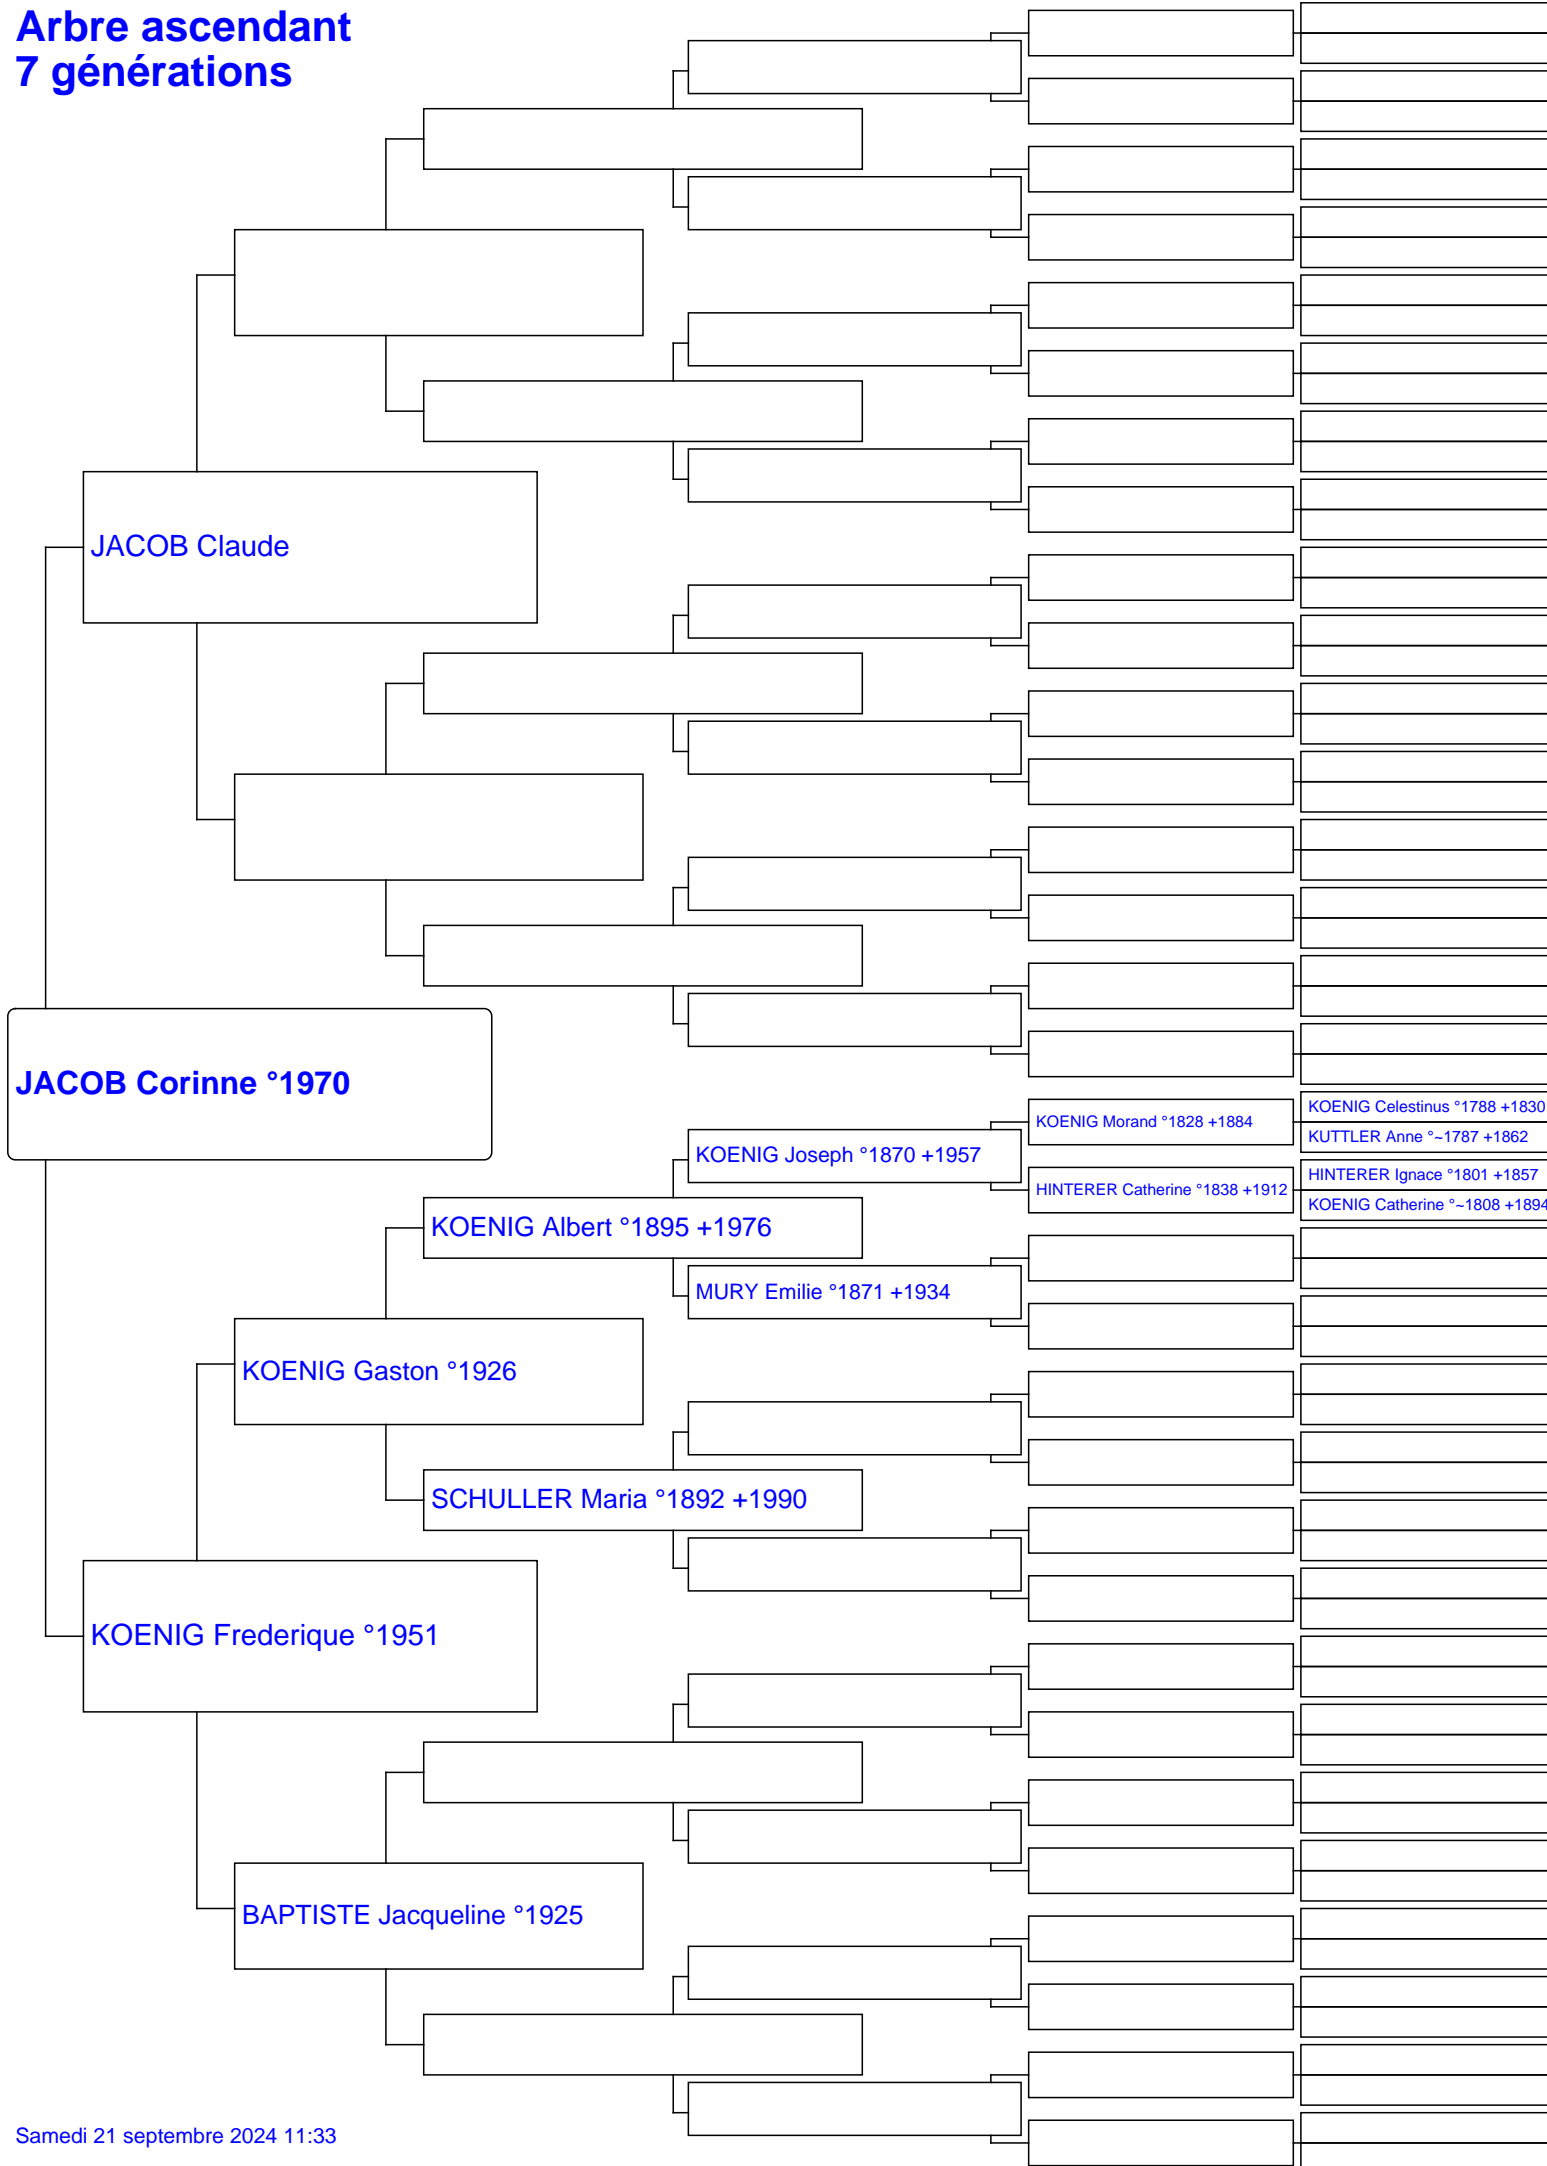 Arbre ascendant
7 générations
JACOB Claude
JACOB Corinne °1970
KOENIG Morand °1828 +1884
KOENIG Celestinus °1788 +1830
KUTTLER Anne °~1787 +1862
KOENIG Joseph °1870 +1957
HINTERER Catherine °1838 +1912
HINTERER Ignace °1801 +1857
KOENIG Catherine °~1808 +1894
KOENIG Albert °1895 +1976
MURY Emilie °1871 +1934
KOENIG Gaston °1926
SCHULLER Maria °1892 +1990
KOENIG Frederique °1951
BAPTISTE Jacqueline °1925
Samedi 21 septembre 2024 11:33